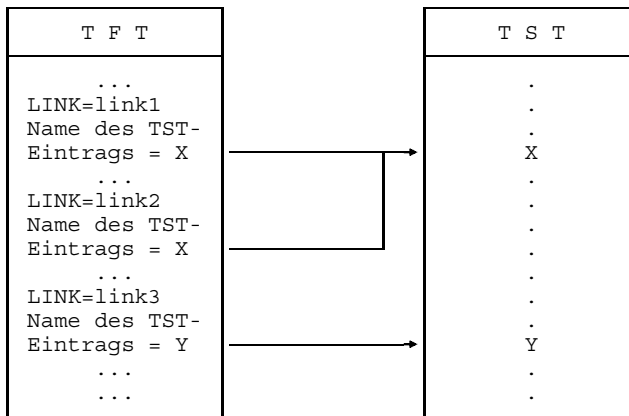 T F T
...
LINK=link1
Name des TST-
Eintrags = X
...
LINK=link2
Name des TST-
Eintrags = X
...
LINK=link3
Name des TST-
Eintrags = Y
...
...
T S T
.
.
.
X
.
.
.
.
.
.
.
Y
.
.